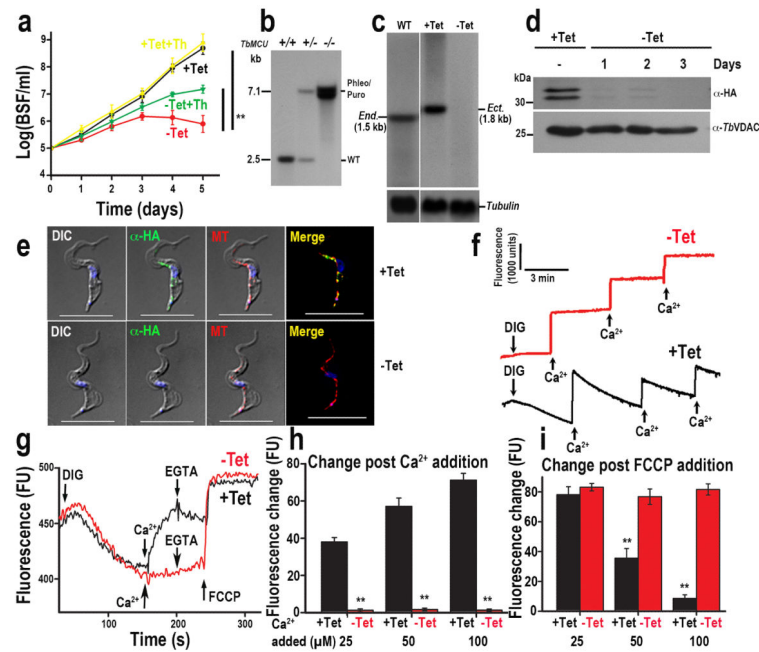 a
Log(BSF/ml)
9
8
7
6
5
4
+Tet+Th
+Tet
-Tet+Th
-Tet
**
0 1 2 3 4 5
Time (days)
b
TbMCU +/+ +/- -/-
kb
7.1
Phleo/
Puro
2.5
WT
c
WT +Tet -Tet
End.
(1.5 kb)
Ect.
(1.8 kb)
Tubulin
d
+Tet -Tet
- 1 2 3 Days
kDa
30
α-HA
25
α-TbVDAC
e
DIC α-HA MT Merge
+Tet
DIC α-HA MT Merge
-Tet
f
Fluorescence
(1000 units)
3 min
-Tet
DIG
Ca2+
Ca2+
Ca2+
+Tet
DIG
Ca2+
Ca2+
Ca2+
g
Fluorescence (FU)
500
450
400
DIG
EGTA
-Tet
+Tet
Ca2+
EGTA
Ca2+
FCCP
100 200 300
Time (s)
h
Change post Ca2+ addition
Fluorescence change (FU)
80
60
40
20
0
** ** **
Ca2+ +Tet -Tet +Tet -Tet +Tet -Tet
added (μM) 25 50 100
i
Change post FCCP addition
Fluorescence change (FU)
100
80
60
40
20
0
** **
+Tet -Tet +Tet -Tet +Tet -Tet
25 50 100